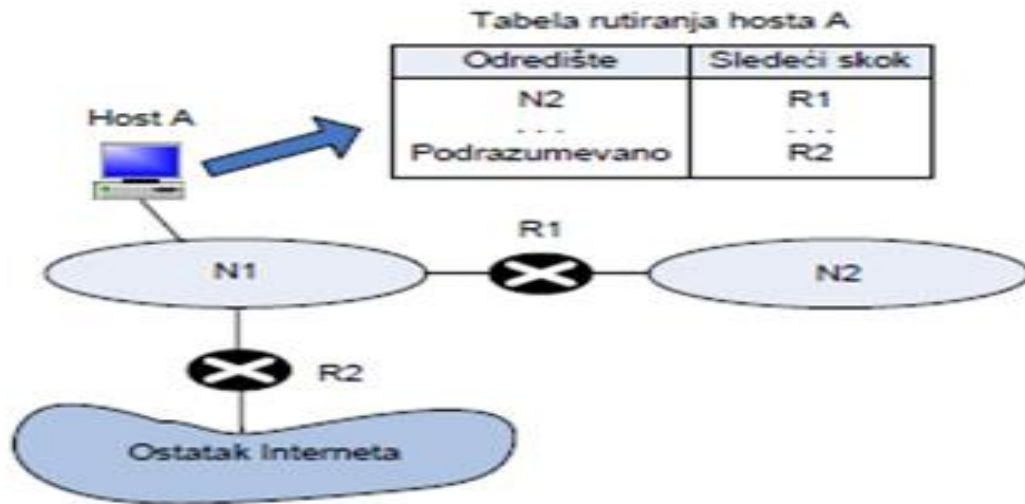 Tabela rutiranja hosta A
Odredište Sledeći skok
N2 R1
. . . . . .
Podrazumevano R2
Host A
R1
N1
N2
R2
Ostatak Interneta